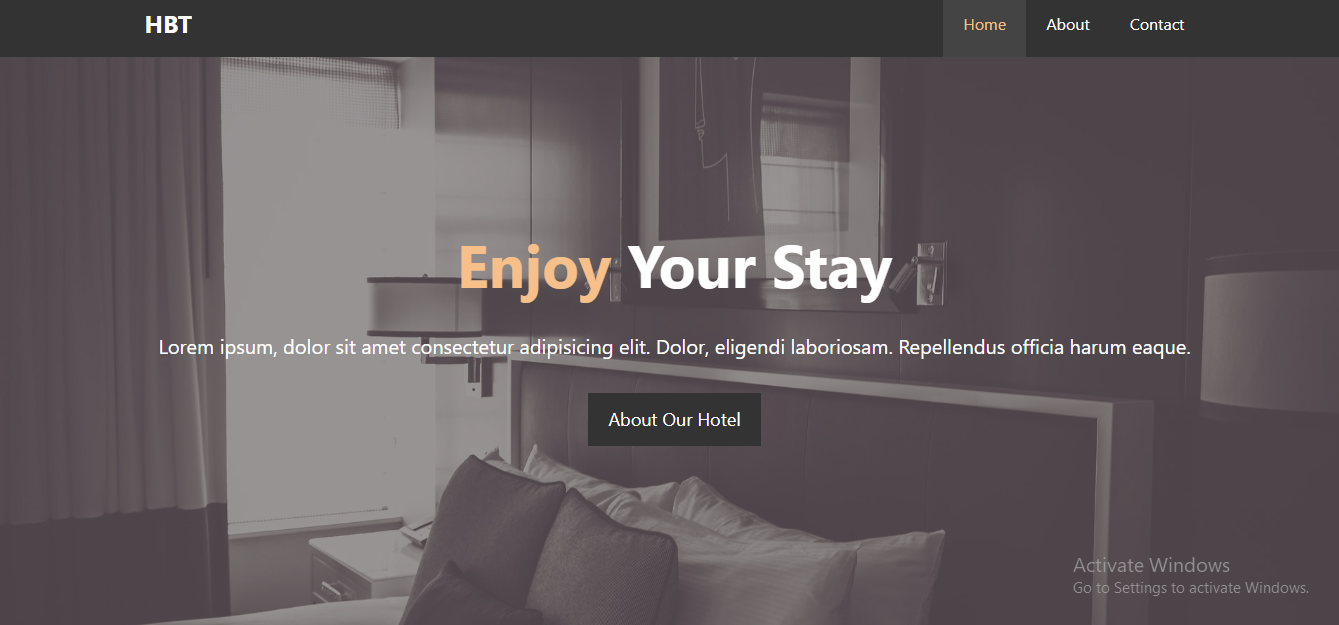 HBT
Home About Contact
Enjoy Your Stay
Lorem ipsum, dolor sit amet consectetur adipisicing elit. Dolor, eligendi laboriosam. Repellendus officia harum eaque.
About Our Hotel
Activate Windows
Go to Settings to activate Windows.